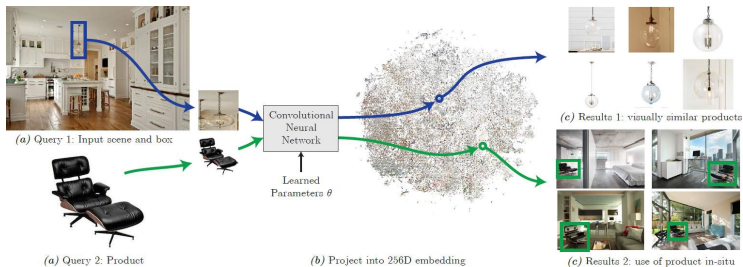 (a) Query 1: Input scene and box
Convolutional
Neural
Network
Learned
Parameters θ
(c) Results 1: visually similar products
(a) Query 2: Product
(b) Project into 256D embedding
(c) Results 2: use of product in-situ